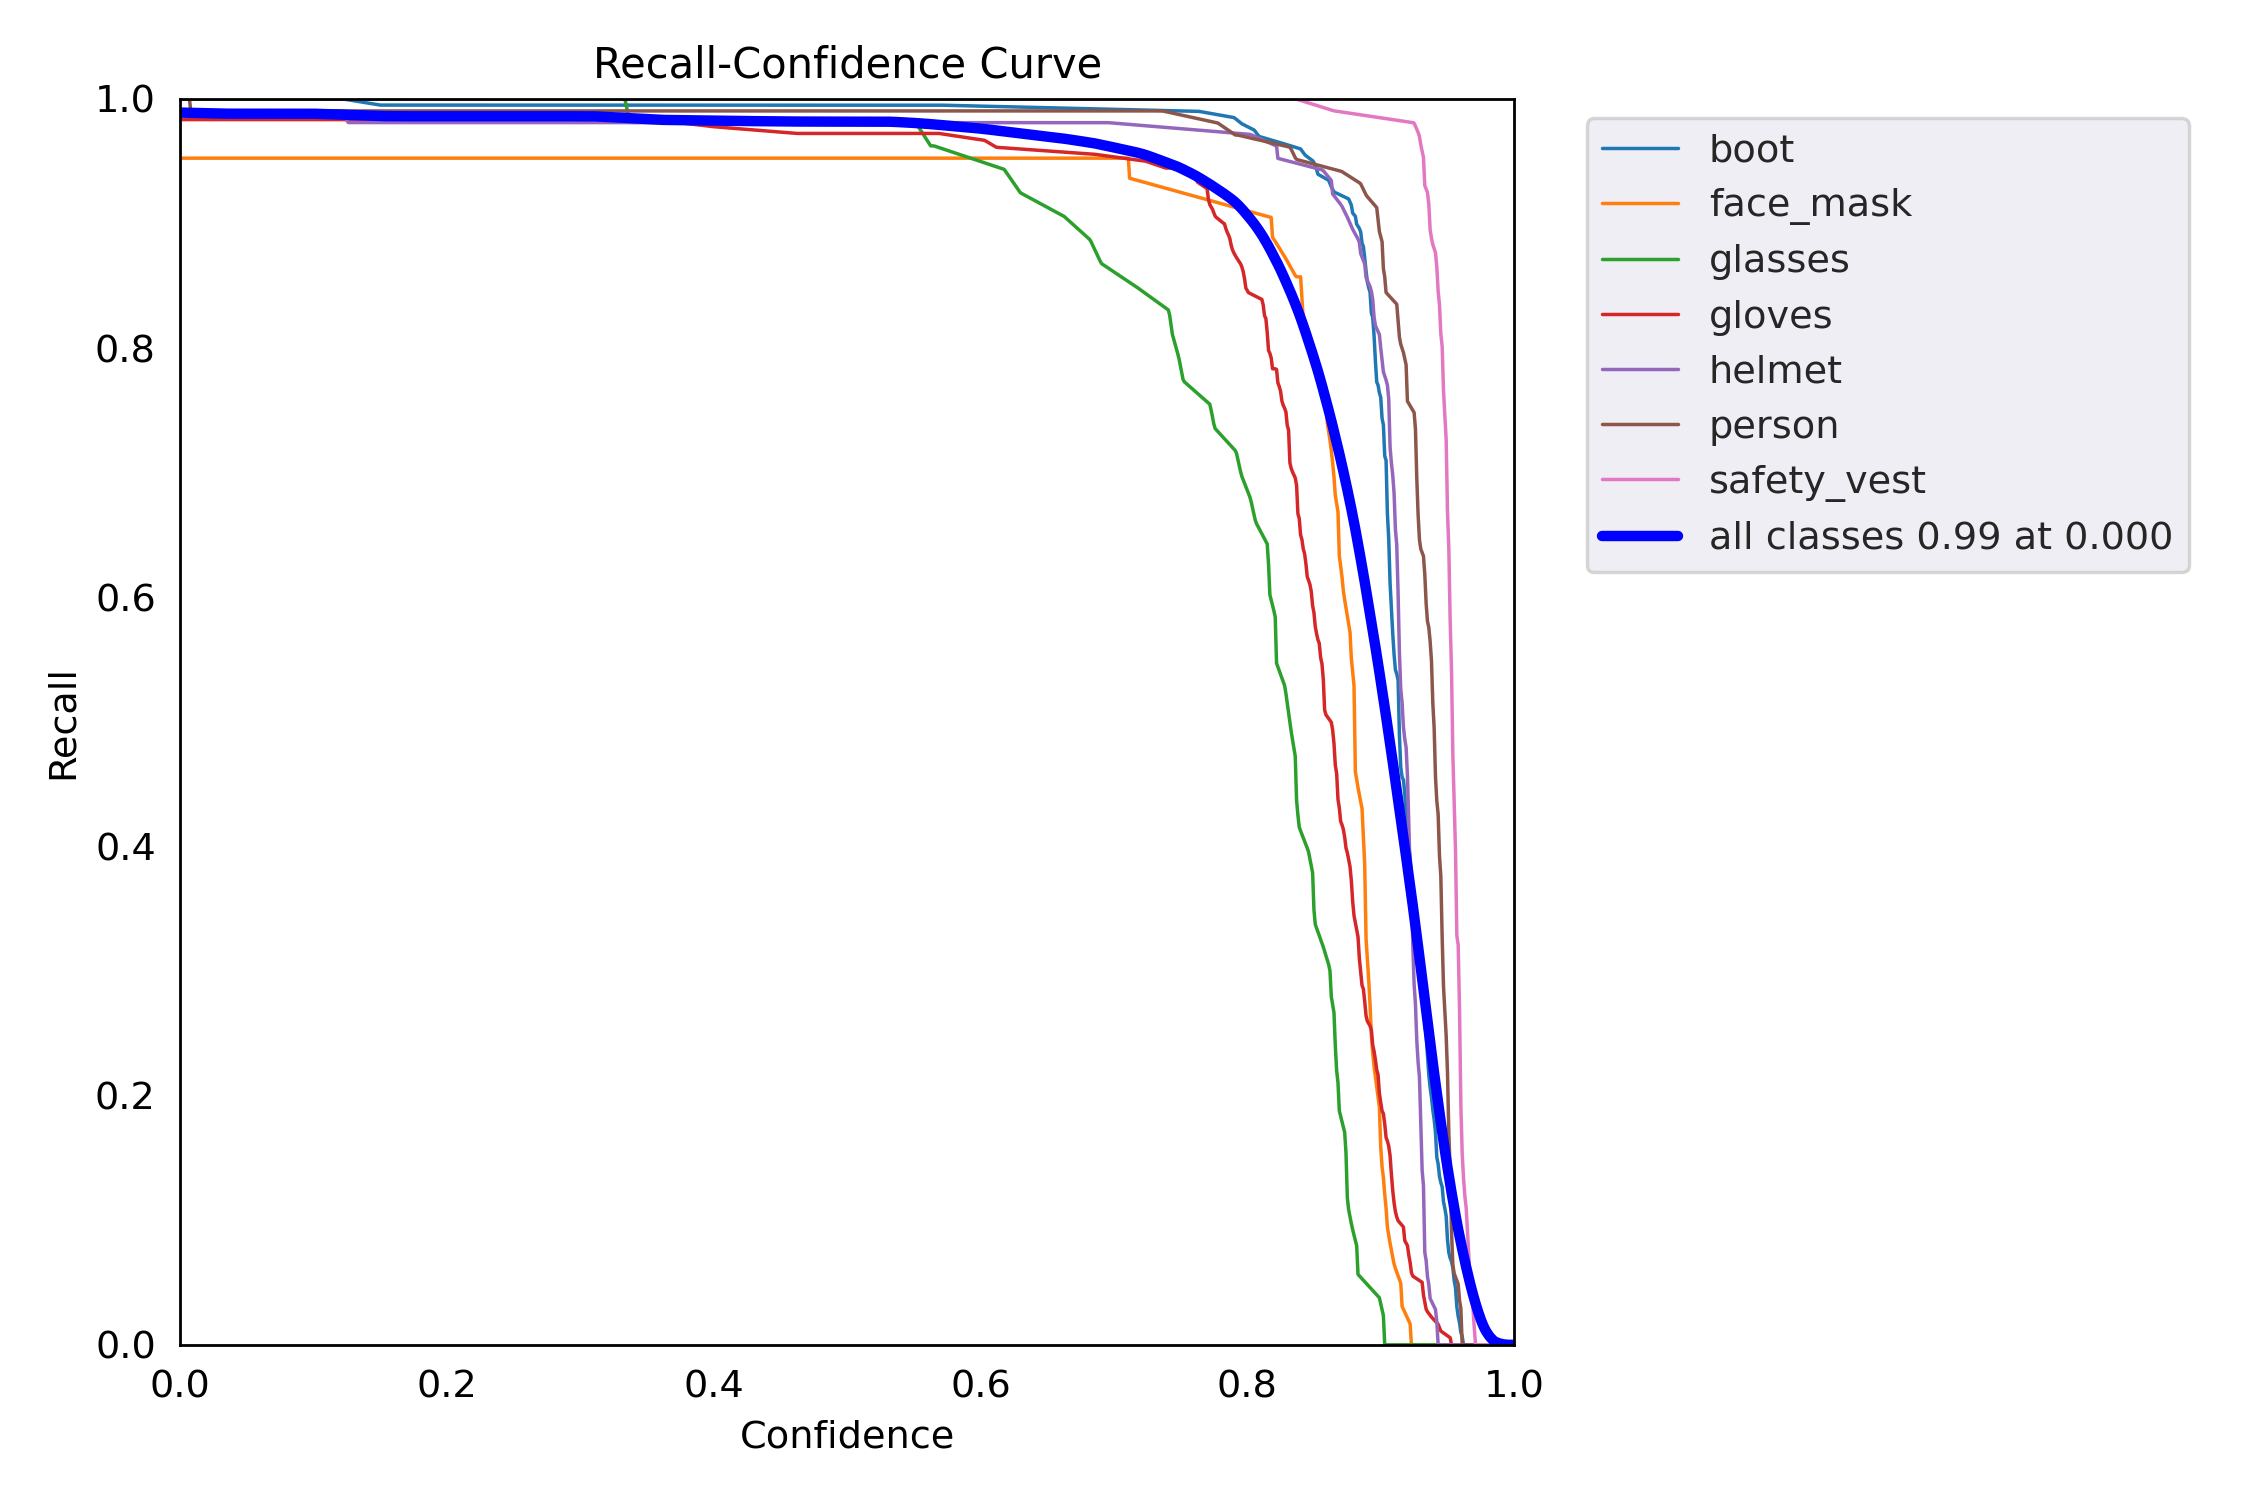 Recall-Confidence Curve
1.0
0.8
0.6
0.4
0.2
0.0
Recall
0.0 0.2 0.4 0.6 0.8 1.0
Confidence
boot
face_mask
glasses
gloves
helmet
person
safety_vest
all classes 0.99 at 0.000